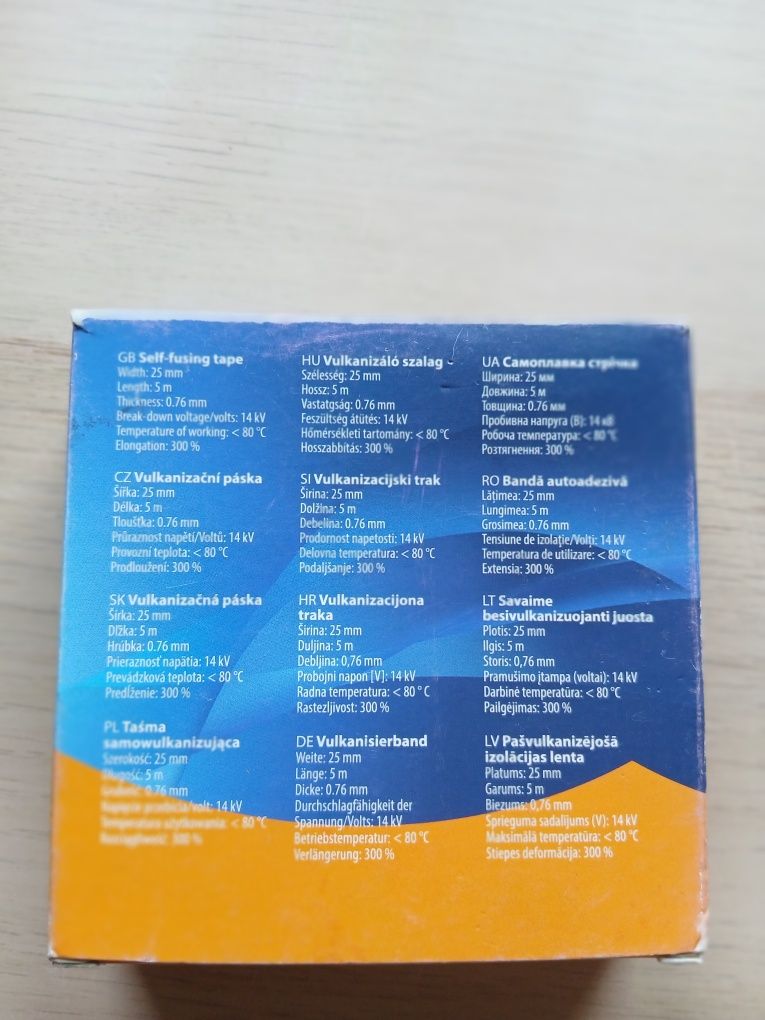 GB Self-fusing tape
Width: 25 mm
Length: 5 m
Thickness: 0.76 mm
Break-down voltage/volts: 14 kV
Temperature of working: < 80 °C
Elongation: 300 %
HU Vulkanizáló szalag
Szélesség: 25 mm
Hossz: 5 m
Vastatgság: 0.76 mm
Feszültség átütés: 14 kV
Hőmérsékleti tartomány: < 80 °C
Hosszabbítás: 300 %
UA Самоплавка стрічка
Ширина: 25 мм
Довжина: 5 м
Товщина: 0.76 мм
Пробивна напруга (В): 14 кВ
Робоча температура: < 80 °C
Розтягнення: 300 %
CZ Vulkanizační páska
Šířka: 25 mm
Délka: 5 m
Tloušťka: 0.76 mm
Průraznost napětí/Voltů: 14 kV
Provozní teplota: < 80 °C
Prodloužení: 300 %
SI Vulkanizacijski trak
Širina: 25 mm
Dolžina: 5 m
Debelina: 0.76 mm
Prodornost napetosti: 14 kV
Delovna temperatura: < 80 °C
Podaljšanje: 300 %
RO Bandă autoadezivă
Lăţimea: 25 mm
Lungimea: 5 m
Grosimea: 0.76 mm
Tensiune de izolaţie/Volţi: 14 kV
Temperatura de utilizare: < 80 °C
Extensia: 300 %
SK Vulkanizačná páska
Šírka: 25 mm
Dĺžka: 5 m
Hrúbka: 0.76 mm
Prieraznosť napätia: 14 kV
Prevádzková teplota: < 80 °C
Predĺženie: 300 %
HR Vulkanizacijona
traka
Širina: 25 mm
Duljina: 5 m
Debljina: 0,76 mm
Probojni napon [V]: 14 kV
Radna temperatura: < 80 ° C
Rastezljivost: 300 %
LT Savaime
besivulkanizuojanti juosta
Plotis: 25 mm
Ilgis: 5 m
Storis: 0,76 mm
Pramušimo įtampa (voltai): 14 kV
Darbinė temperatūra: < 80 °C
Pailgėjimas: 300 %
PL Taśma
samowulkanizująca
Szerokość: 25 mm
Długość: 5 m
Grubość: 0.76 mm
Napięcie przebicia/volt: 14 kV
Temperatura użytkowania: < 80 °C
Rozciągliwość: 300 %
DE Vulkanisierband
Weite: 25 mm
Länge: 5 m
Dicke: 0.76 mm
Durchschlagfähigkeit der
Spannung/Volts: 14 kV
Betriebstemperatur: < 80 °C
Verlängerung: 300 %
LV Pašvulkanizējošā
izolācijas lenta
Platums: 25 mm
Garums: 5 m
Biezums: 0,76 mm
Sprieguma sadalījums (V): 14 kV
Maksimālā temperatūra: < 80 °C
Stiepes deformācija: 300 %